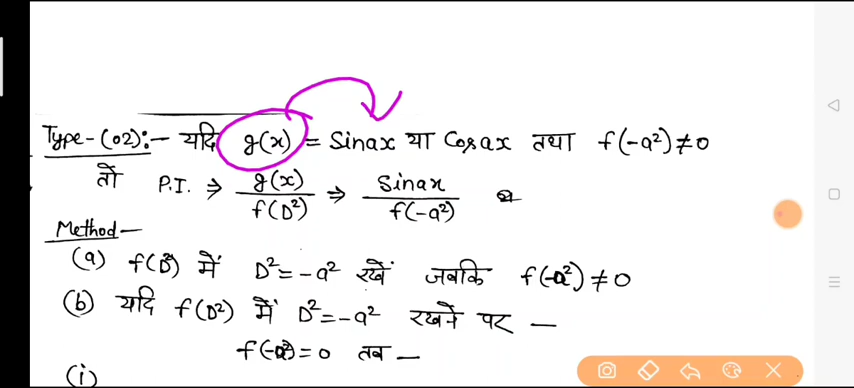 Type-(02):- यदि g(x) = Sinax या Cosax तथा f(-a²) ≠ 0
तो P.I. ⇒ g(x)/f(D²) ⇒ Sinax/f(-a²)
Method-
(a) f(D²) में D² = -a² रखें जबकि f(-a²) ≠ 0
(b) यदि f(D²) में D² = -a² रखने पर —
f(-a²) = 0 तब —
(i)